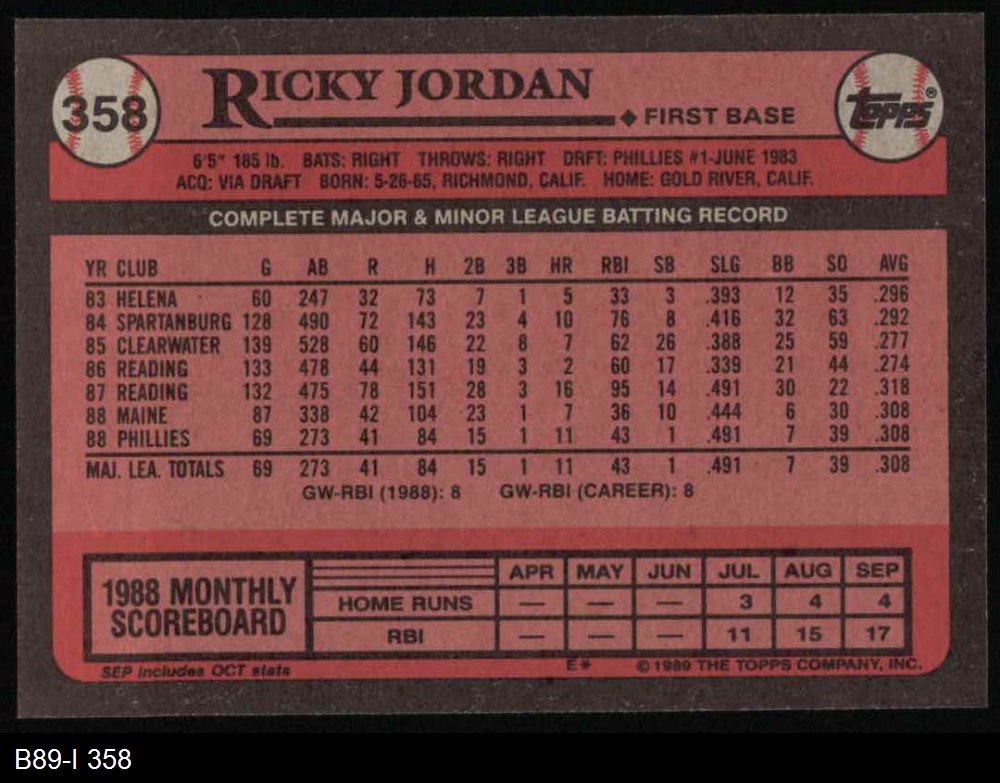 358
RICKY JORDAN
◆ FIRST BASE
TOPPS®
6'5" 185 lb. BATS: RIGHT THROWS: RIGHT DRFT: PHILLIES #1-JUNE 1983
ACQ: VIA DRAFT BORN: 5-26-65, RICHMOND, CALIF. HOME: GOLD RIVER, CALIF.
COMPLETE MAJOR & MINOR LEAGUE BATTING RECORD
YR CLUB G AB R H 2B 3B HR RBI SB SLG BB SO AVG
83 HELENA 60 247 32 73 7 1 5 33 3 .393 12 35 .296
84 SPARTANBURG 128 490 72 143 23 4 10 76 8 .416 32 63 .292
85 CLEARWATER 139 528 60 146 22 8 7 62 26 .388 25 59 .277
86 READING 133 478 44 131 19 3 2 60 17 .339 21 44 .274
87 READING 132 475 78 151 28 3 16 95 14 .491 30 22 .318
88 MAINE 87 338 42 104 23 1 7 36 10 .444 6 30 .308
88 PHILLIES 69 273 41 84 15 1 11 43 1 .491 7 39 .308
MAJ. LEA. TOTALS 69 273 41 84 15 1 11 43 1 .491 7 39 .308
GW-RBI (1988): 8 GW-RBI (CAREER): 8
1988 MONTHLY
SCOREBOARD
APR MAY JUN JUL AUG SEP
HOME RUNS — — — 3 4 4
RBI — — — 11 15 17
SEP includes OCT stats
E* © 1989 THE TOPPS COMPANY, INC.
B89-I 358